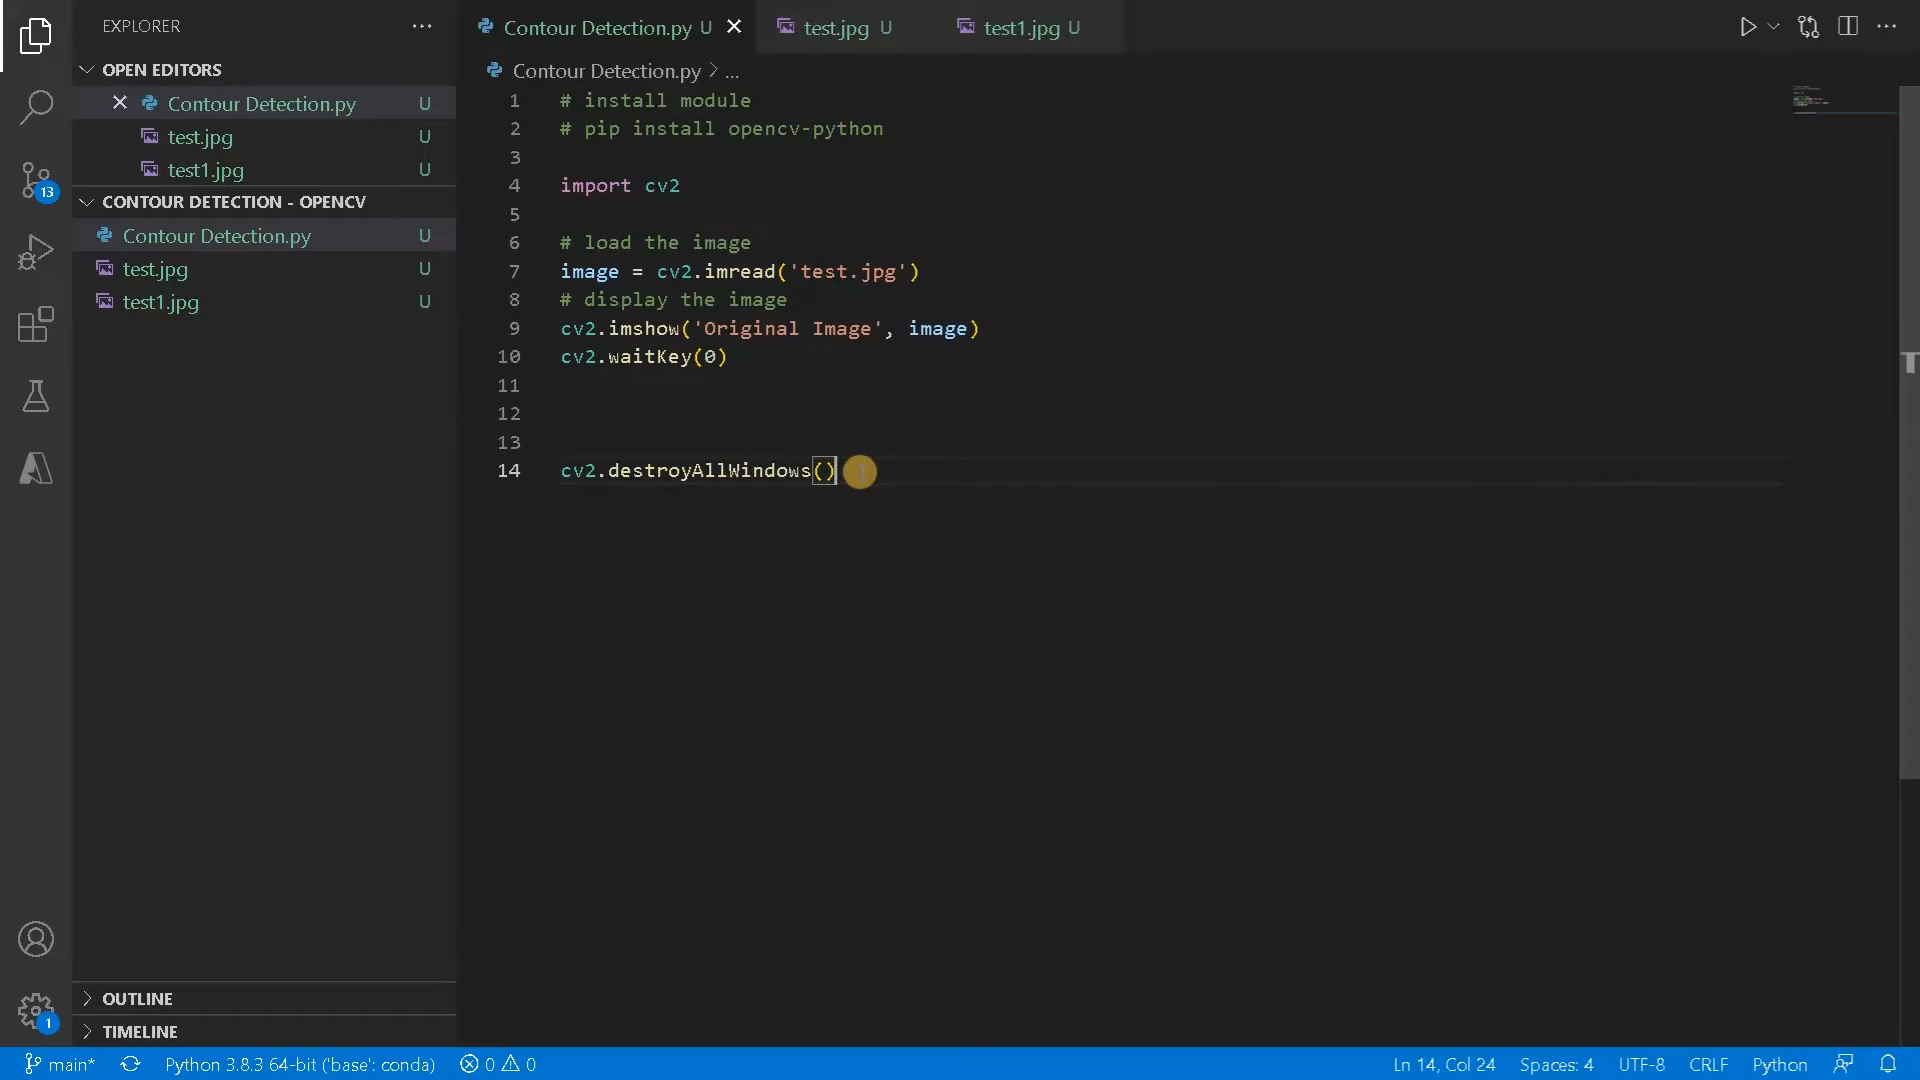 EXPLORER
OPEN EDITORS
Contour Detection.py U
test.jpg U
test1.jpg U
CONTOUR DETECTION - OPENCV
Contour Detection.py U
test.jpg U
test1.jpg U
OUTLINE
TIMELINE
13
1
Contour Detection.py U test.jpg U test1.jpg U
Contour Detection.py > ...
1 # install module
2 # pip install opencv-python
3
4 import cv2
5
6 # load the image
7 image = cv2.imread('test.jpg')
8 # display the image
9 cv2.imshow('Original Image', image)
10 cv2.waitKey(0)
11
12
13
14 cv2.destroyAllWindows()
main* Python 3.8.3 64-bit ('base': conda) 0 0 Ln 14, Col 24 Spaces: 4 UTF-8 CRLF Python